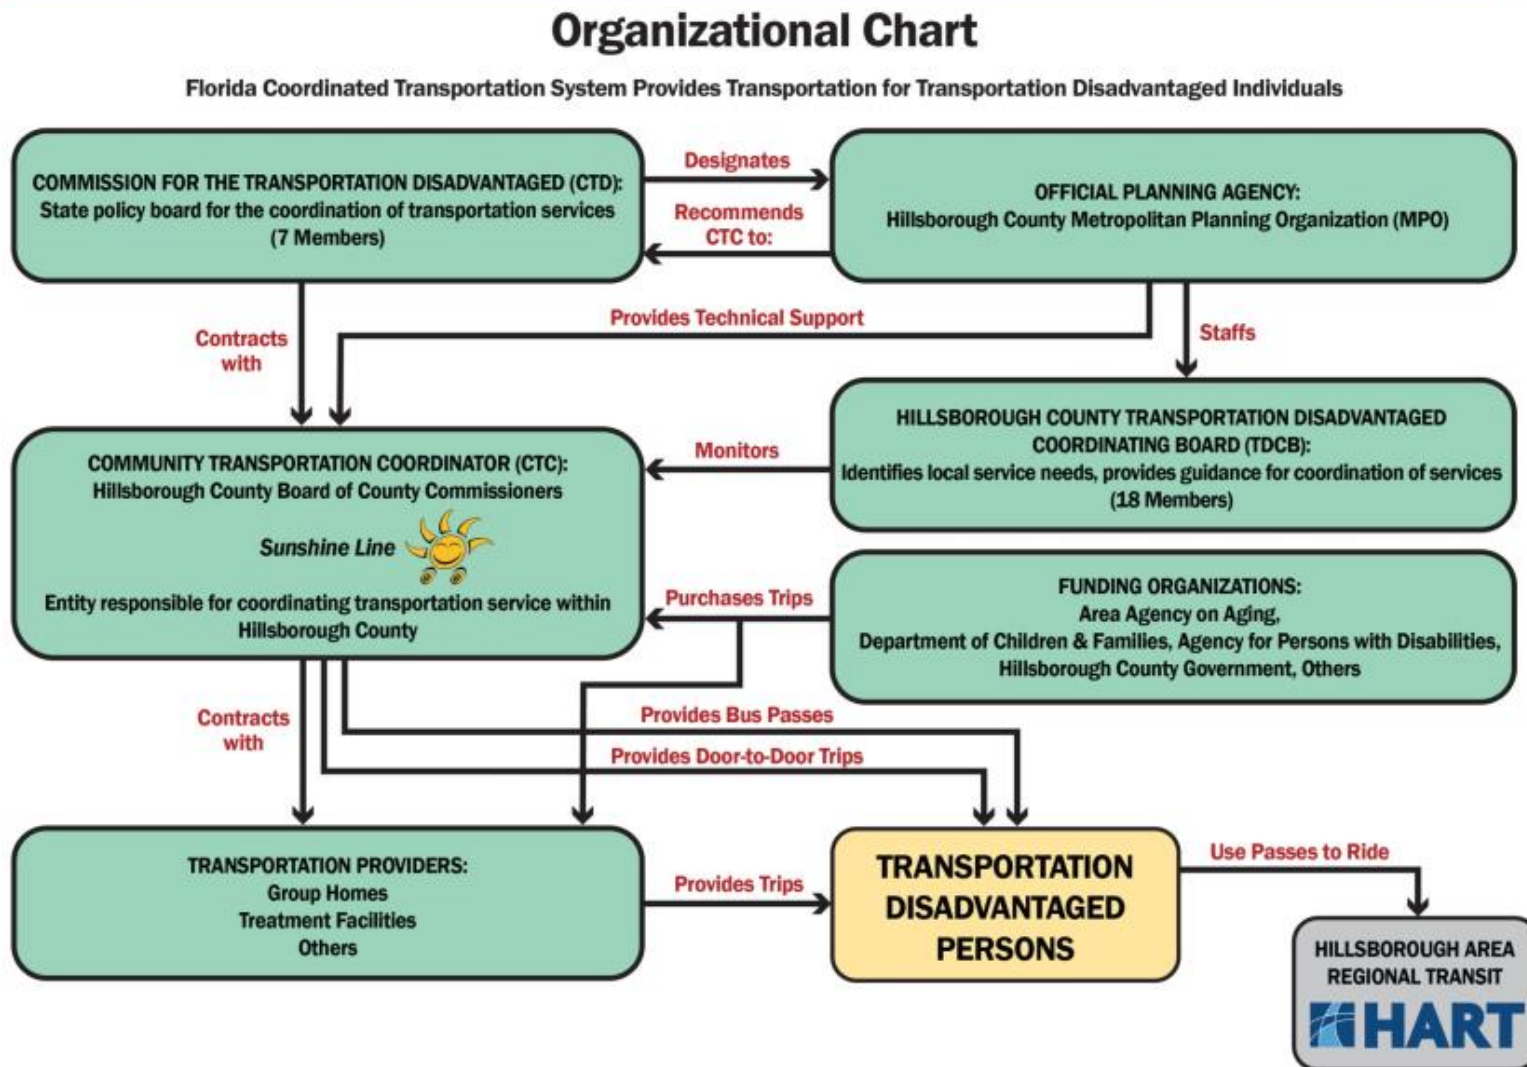 Organizational Chart
Florida Coordinated Transportation System Provides Transportation for Transportation Disadvantaged Individuals
COMMISSION FOR THE TRANSPORTATION DISADVANTAGED (CTD):
State policy board for the coordination of transportation services
(7 Members)
Designates
Recommends
CTC to:
OFFICIAL PLANNING AGENCY:
Hillsborough County Metropolitan Planning Organization (MPO)
Contracts
with
Provides Technical Support
Staffs
COMMUNITY TRANSPORTATION COORDINATOR (CTC):
Hillsborough County Board of County Commissioners
Sunshine Line
Entity responsible for coordinating transportation service within
Hillsborough County
Monitors
HILLSBOROUGH COUNTY TRANSPORTATION DISADVANTAGED
COORDINATING BOARD (TDCB):
Identifies local service needs, provides guidance for coordination of services
(18 Members)
Purchases Trips
FUNDING ORGANIZATIONS:
Area Agency on Aging,
Department of Children & Families, Agency for Persons with Disabilities,
Hillsborough County Government, Others
Contracts
with
Provides Bus Passes
Provides Door-to-Door Trips
TRANSPORTATION PROVIDERS:
Group Homes
Treatment Facilities
Others
Provides Trips
TRANSPORTATION
DISADVANTAGED
PERSONS
Use Passes to Ride
HILLSBOROUGH AREA
REGIONAL TRANSIT
HART